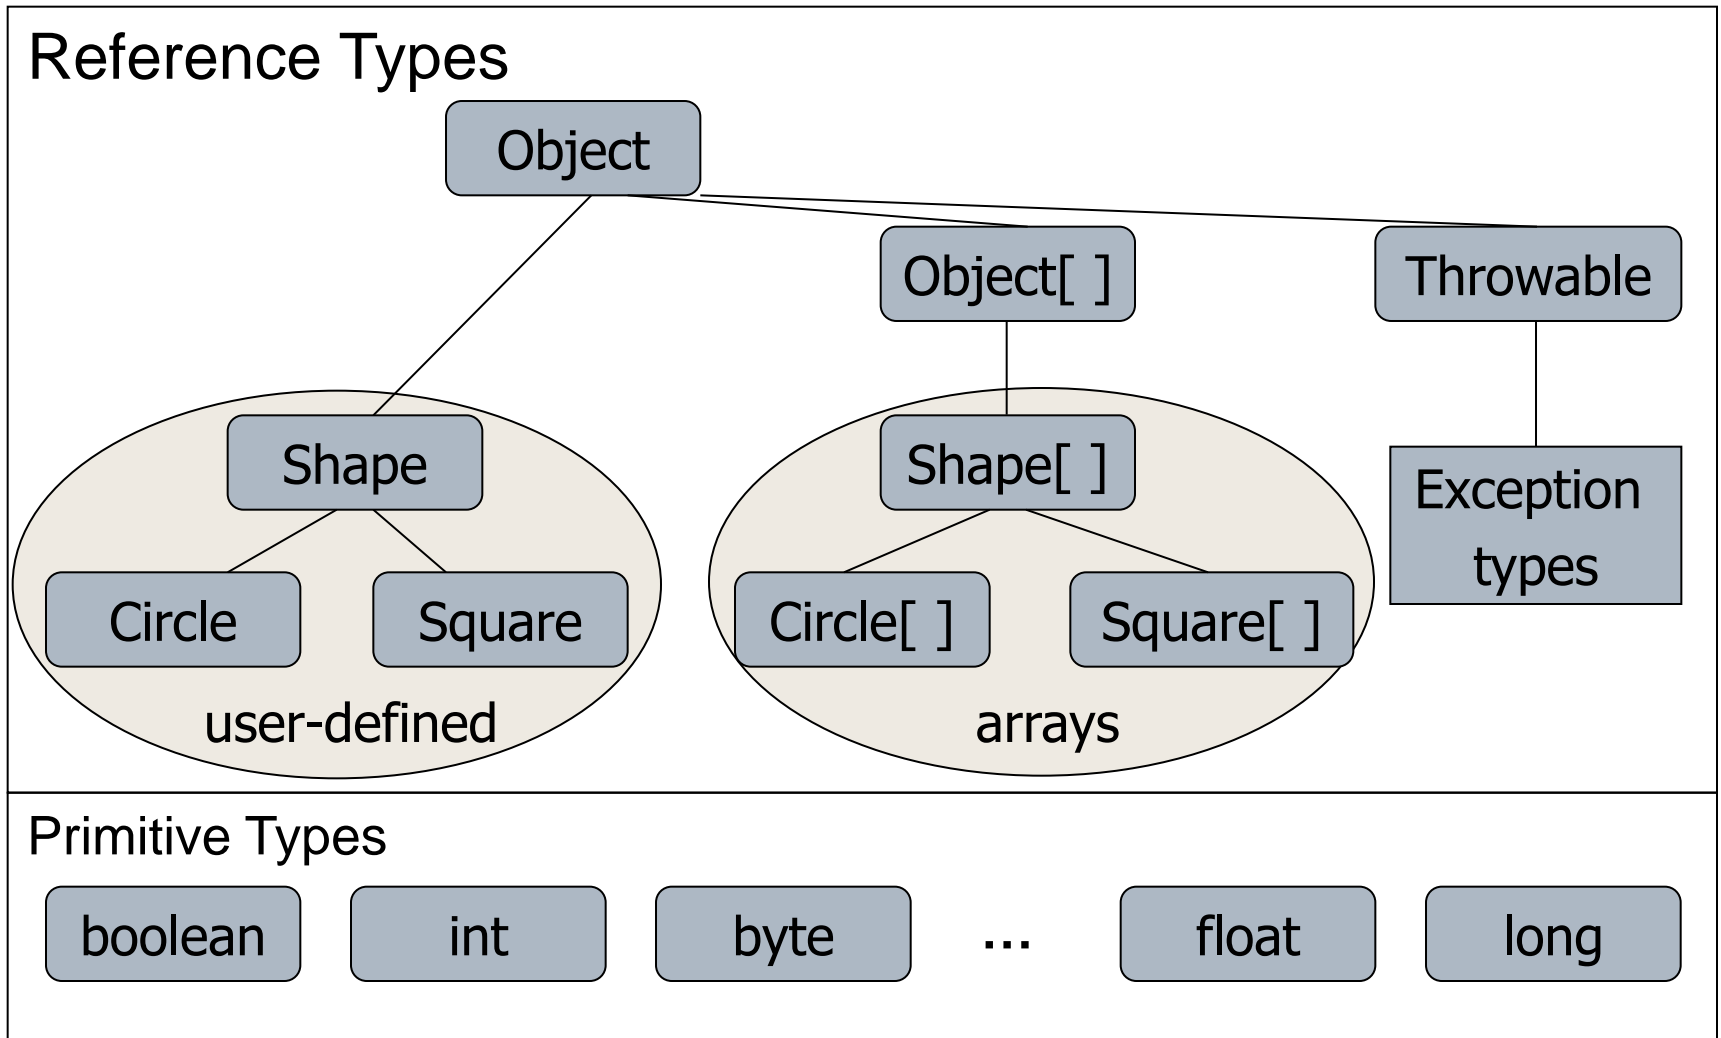 Reference Types
Object
Object[ ]
Throwable
Shape
Shape[ ]
Exception
types
Circle
Square
Circle[ ]
Square[ ]
user-defined
arrays
Primitive Types
boolean
int
byte
...
float
long